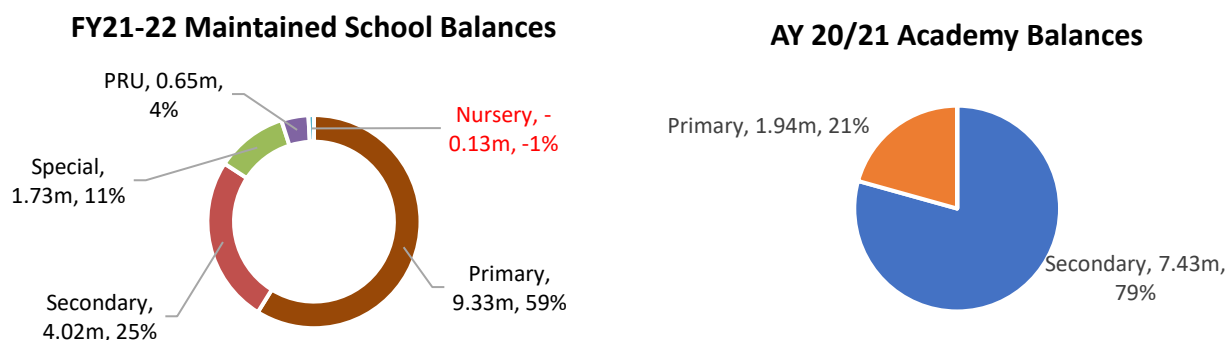 FY21-22 Maintained School Balances
PRU, 0.65m,
4%
Nursery, -
0.13m, -1%
Special,
1.73m, 11%
Primary,
9.33m, 59%
Secondary,
4.02m, 25%
AY 20/21 Academy Balances
Primary, 1.94m, 21%
Secondary, 7.43m,
79%